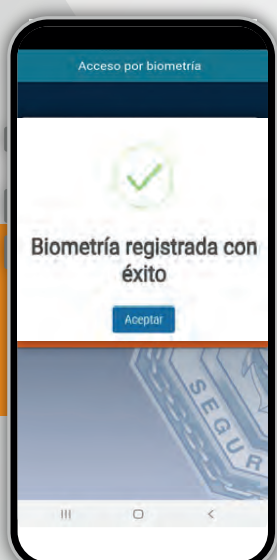 Acceso por biometría
Biometría registrada con
éxito
Aceptar
SEGUR